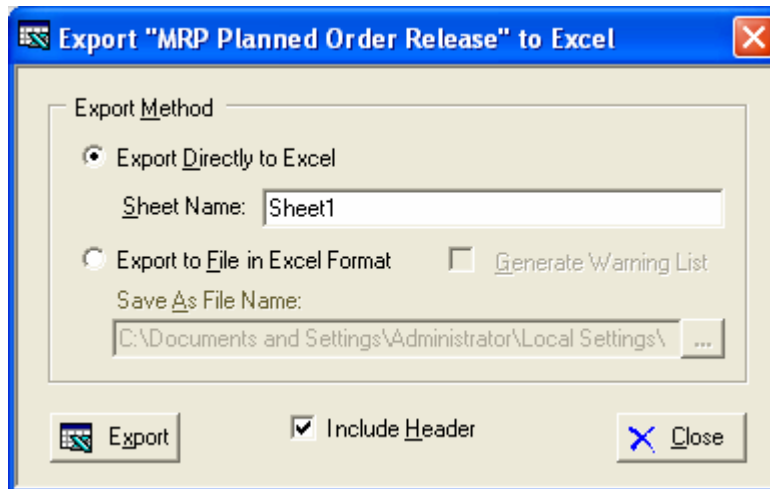 Export "MRP Planned Order Release" to Excel
Export Method
Export Directly to Excel
Sheet Name: Sheet1
Export to File in Excel Format Generate Warning List
Save As File Name:
C:\Documents and Settings\Administrator\Local Settings\ ...
Export Include Header Close